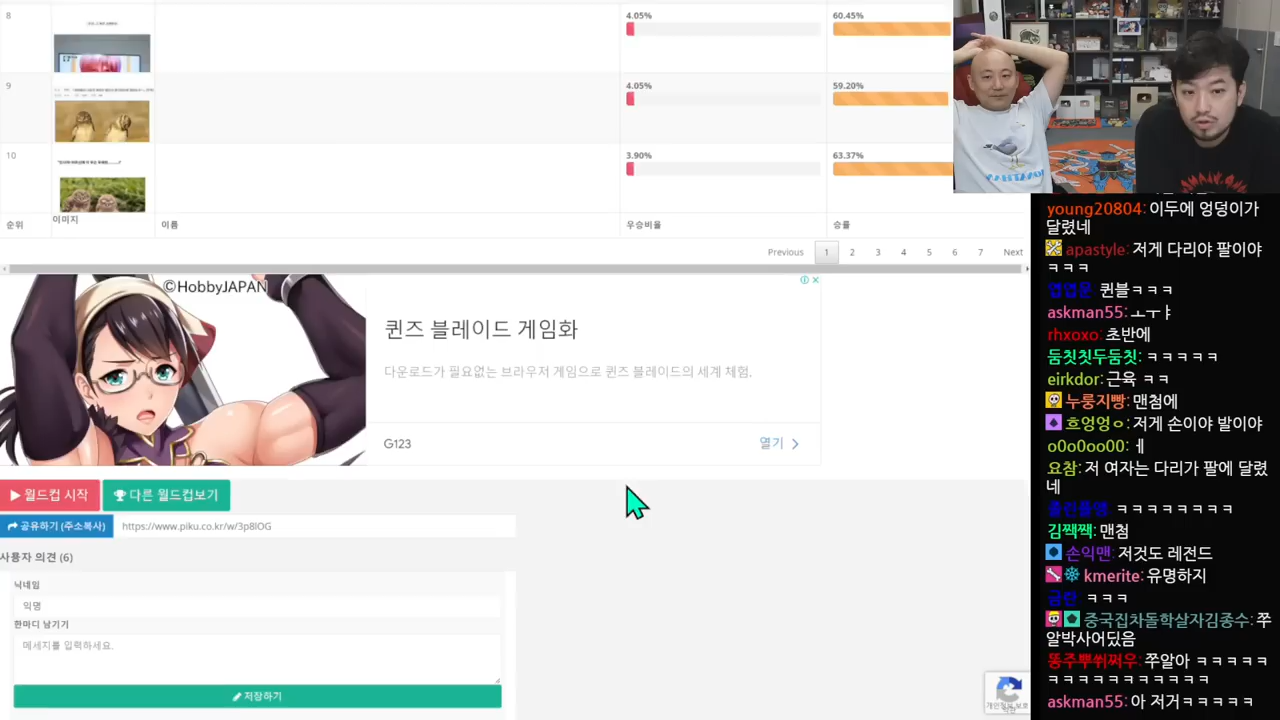 8
4.05%
60.45%
9
4.05%
59.20%
10
3.90%
63.37%
순위
이미지
이름
우승비율
승률
Previous
1
2
3
4
5
6
7
Next
©HobbyJAPAN
퀸즈 블레이드 게임화
다운로드가 필요없는 브라우저 게임으로 퀸즈 블레이드의 세계 체험.
G123
열기
월드컵 시작
다른 월드컵보기
공유하기 (주소복사)
https://www.piku.co.kr/w/3p8lOG
사용자 의견 (6)
닉네임
익명
한마디 남기기
메세지를 입력하세요.
저장하기
young20804: 이두에 엉덩이가
달렸네
apastyle: 저게 다리야 팔이야
ㅋㅋㅋ
엽엽문 퀸블ㅋㅋㅋ
askman55: ㅗㅜㅑ
rhxoxo: 초반에
둠칫칫두둠칫: ㅋㅋㅋㅋㅋ
eirkdor: 근육 ㅋㅋ
누룽지빵: 맨첨에
흐엉엉ㅇ: 저게 손이야 발이야
o0o0oo00: ㅔ
요참: 저 여자는 다리가 팔에 달렸
네
ㅋㅋㅋㅋㅋㅋㅋㅋ
김짹짹: 맨첨
손익맨: 저것도 레전드
kmerite: 유명하지
금란 ㅋㅋㅋ
중국집차돌학살자김종수: 쭈
알박사어딨음
똥주뿌쒸쩌우: 쭈알아 ㅋㅋㅋㅋㅋ
ㅋㅋㅋㅋㅋㅋㅋㅋㅋㅋㅋ
askman55: 아 저거ㅋㅋㅋㅋㅋ